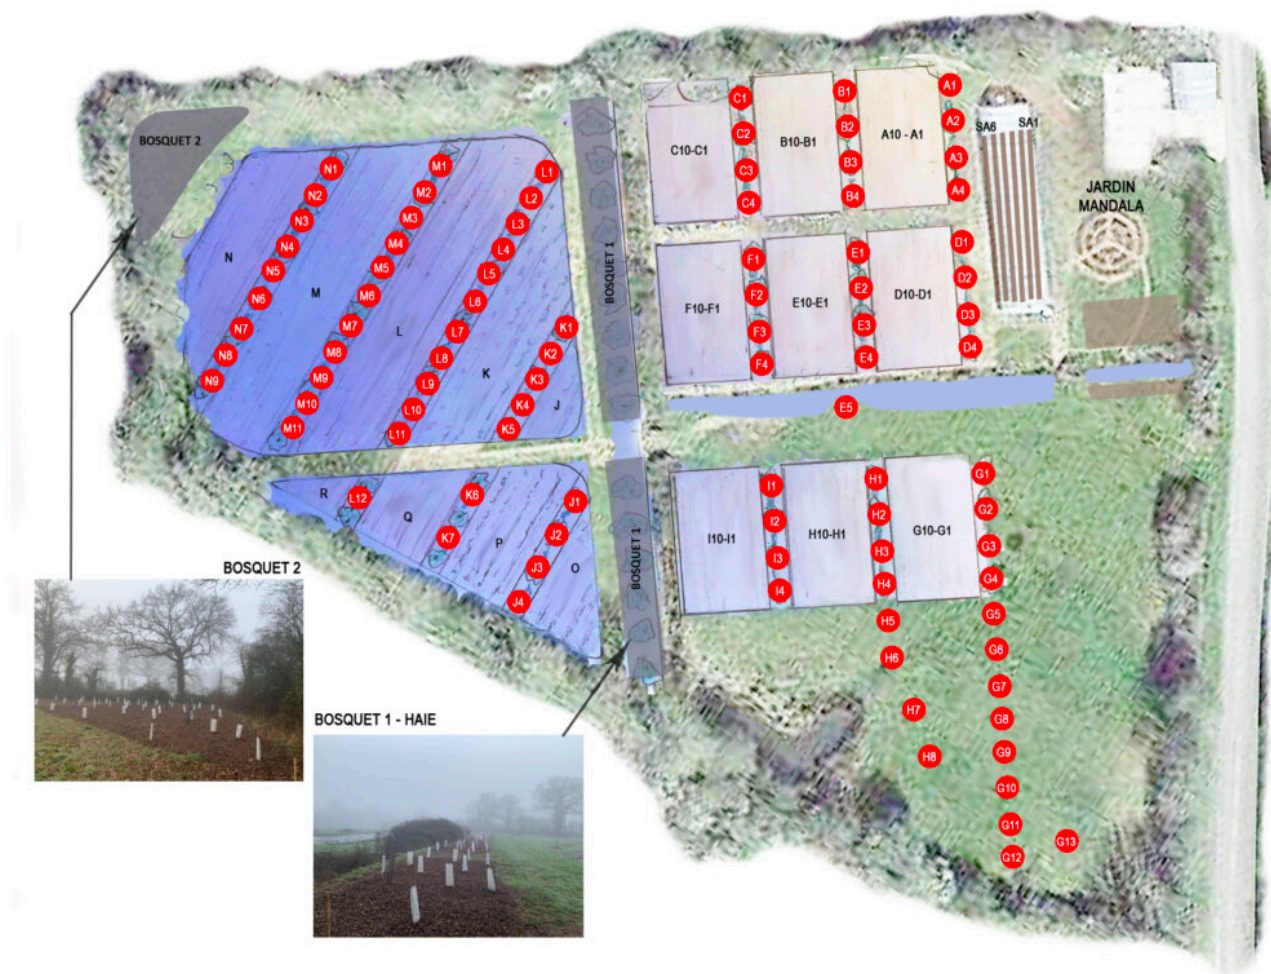 BOSQUET 2
N1
N2
N3
N4
N5
N6
N7
N8
N9
M1
M2
M3
M4
M5
M6
M7
M8
M9
M10
M11
L1
L2
L3
L4
L5
L6
L7
L8
L9
L10
L11
K1
K2
K3
K4
K5
N
M
L
K
J
BOSQUET 1
C10-C1
C1
C2
C3
C4
B10-B1
B1
B2
B3
B4
A10 - A1
A1
A2
A3
A4
SA6
SA1
JARDIN
MANDALA
F10-F1
F1
F2
F3
F4
E10-E1
E1
E2
E3
E4
D10-D1
D1
D2
D3
D4
E5
R
L12
Q
K6
K7
P
J1
J2
J3
J4
O
BOSQUET 1
I10-I1
I1
I2
I3
I4
H10-H1
H1
H2
H3
H4
H5
H6
H7
H8
G10-G1
G1
G2
G3
G4
G5
G6
G7
G8
G9
G10
G11
G12
G13
BOSQUET 2
BOSQUET 1 - HAIE